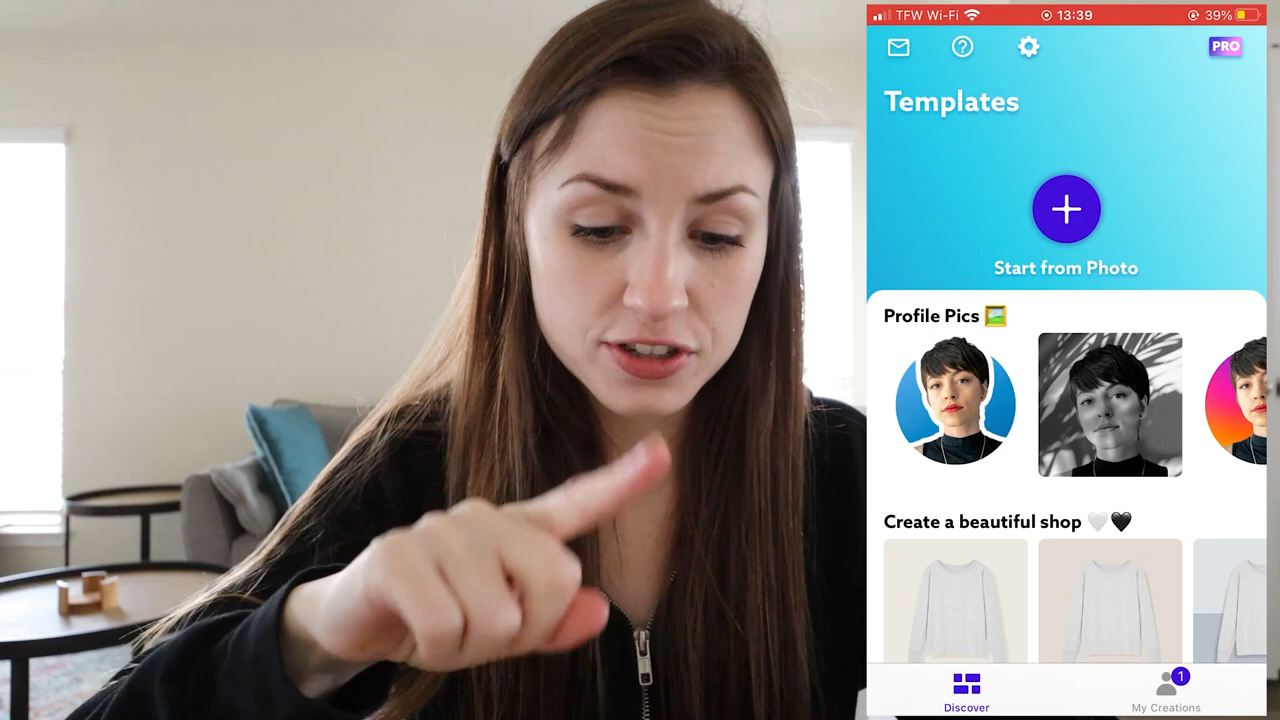 TFW Wi-Fi 13:39 39%
PRO
Templates
Start from Photo
Profile Pics
Create a beautiful shop
1
Discover My Creations